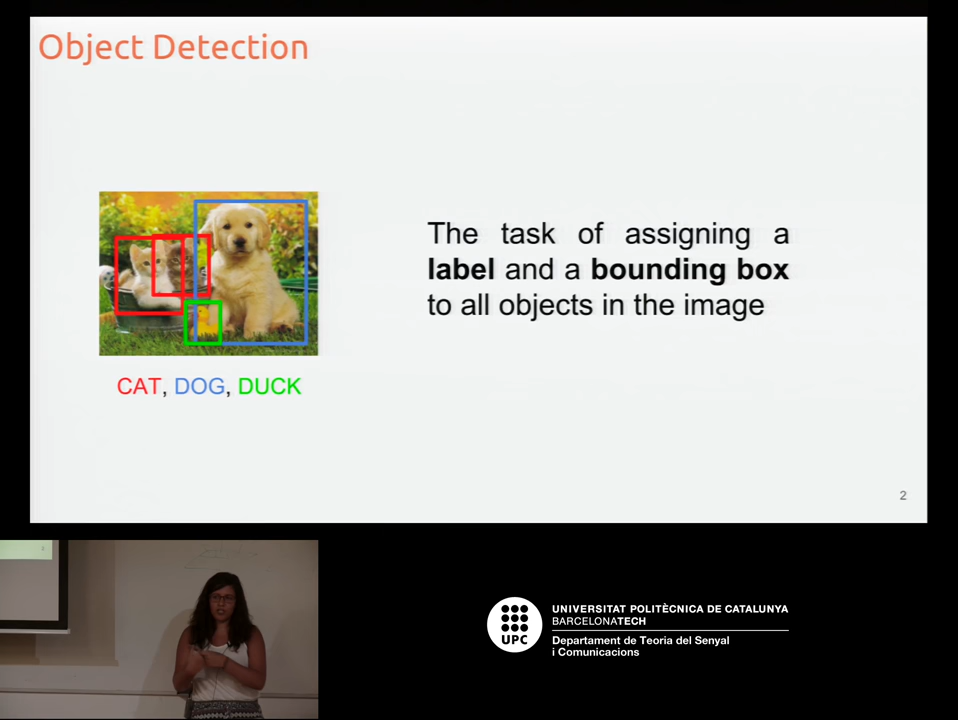 Object Detection
The task of assigning a
label and a bounding box
to all objects in the image
CAT, DOG, DUCK
2
UPC
UNIVERSITAT POLITÈCNICA DE CATALUNYA
BARCELONATECH
Departament de Teoria del Senyal
i Comunicacions